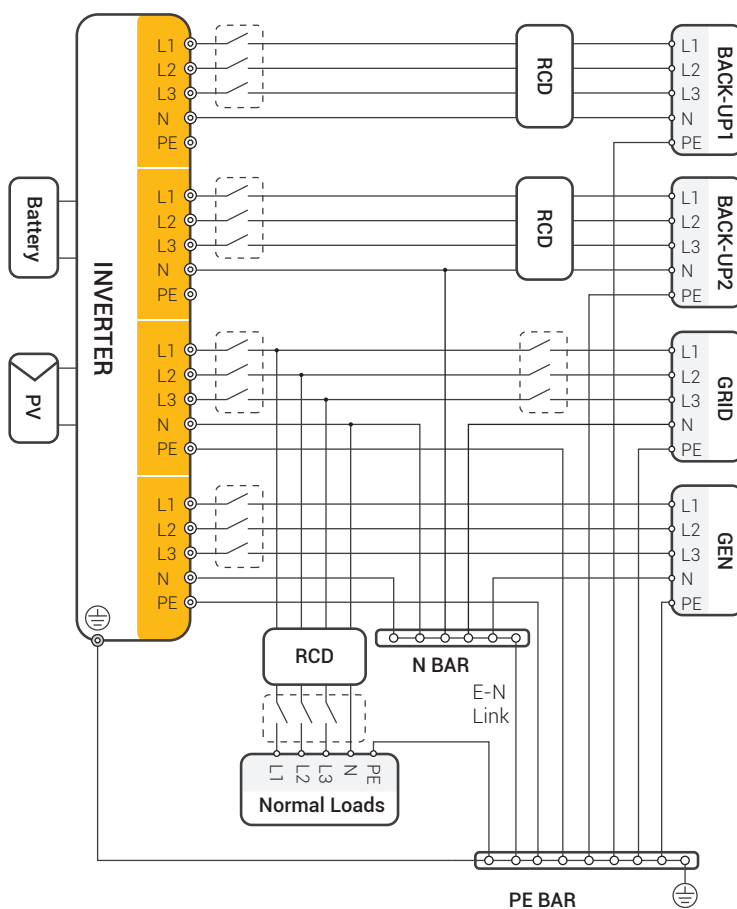 Battery
PV
INVERTER
L1
L2
L3
N
PE
L1
L2
L3
N
PE
L1
L2
L3
N
PE
L1
L2
L3
N
PE
RCD
RCD
L1
L2
L3
N
PE
BACK-UP1
L1
L2
L3
N
PE
BACK-UP2
L1
L2
L3
N
PE
GRID
L1
L2
L3
N
PE
GEN
RCD
N BAR
E-N
Link
L1
L2
L3
N
PE
Normal Loads
PE BAR